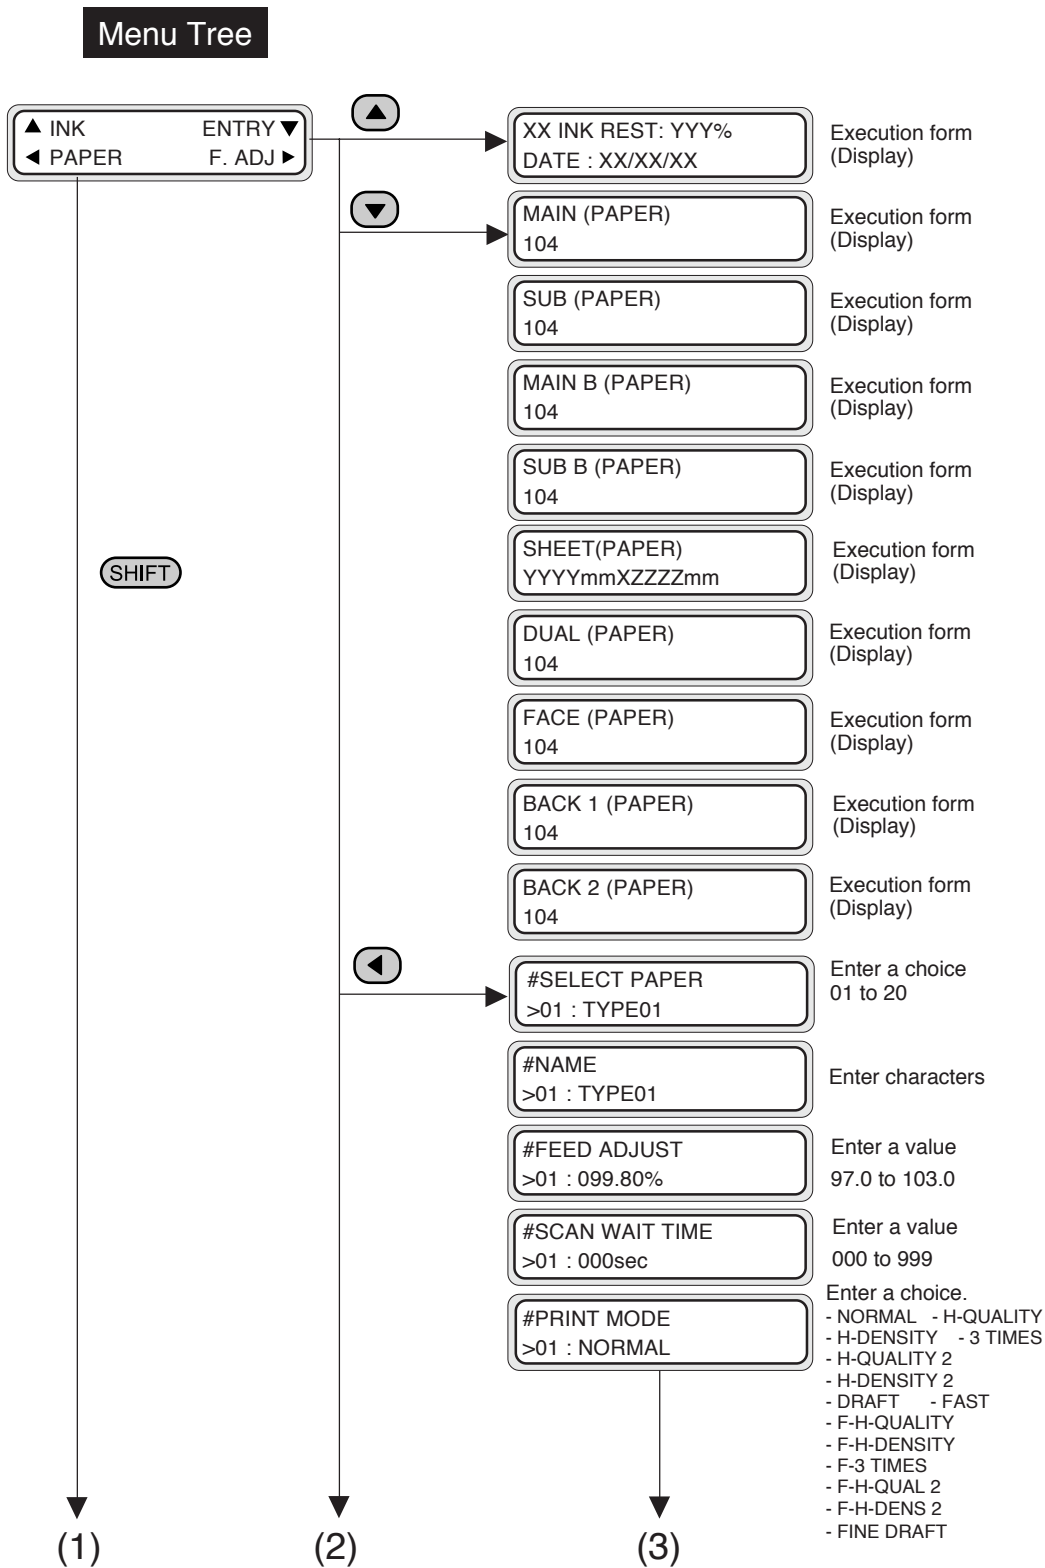 Menu Tree
▲ INK ENTRY ▼
◄ PAPER F. ADJ ►
XX INK REST: YYY%
DATE : XX/XX/XX
Execution form
(Display)
MAIN (PAPER)
104
Execution form
(Display)
SUB (PAPER)
104
Execution form
(Display)
MAIN B (PAPER)
104
Execution form
(Display)
SUB B (PAPER)
104
Execution form
(Display)
SHIFT
SHEET(PAPER)
YYYYmmXZZZZmm
Execution form
(Display)
DUAL (PAPER)
104
Execution form
(Display)
FACE (PAPER)
104
Execution form
(Display)
BACK 1 (PAPER)
104
Execution form
(Display)
BACK 2 (PAPER)
104
Execution form
(Display)
#SELECT PAPER
>01 : TYPE01
Enter a choice
01 to 20
#NAME
>01 : TYPE01
Enter characters
#FEED ADJUST
>01 : 099.80%
Enter a value
97.0 to 103.0
#SCAN WAIT TIME
>01 : 000sec
Enter a value
000 to 999
#PRINT MODE
>01 : NORMAL
Enter a choice.
- NORMAL - H-QUALITY
- H-DENSITY - 3 TIMES
- H-QUALITY 2
- H-DENSITY 2
- DRAFT - FAST
- F-H-QUALITY
- F-H-DENSITY
- F-3 TIMES
- F-H-QUAL 2
- F-H-DENS 2
- FINE DRAFT
(1) (2) (3)